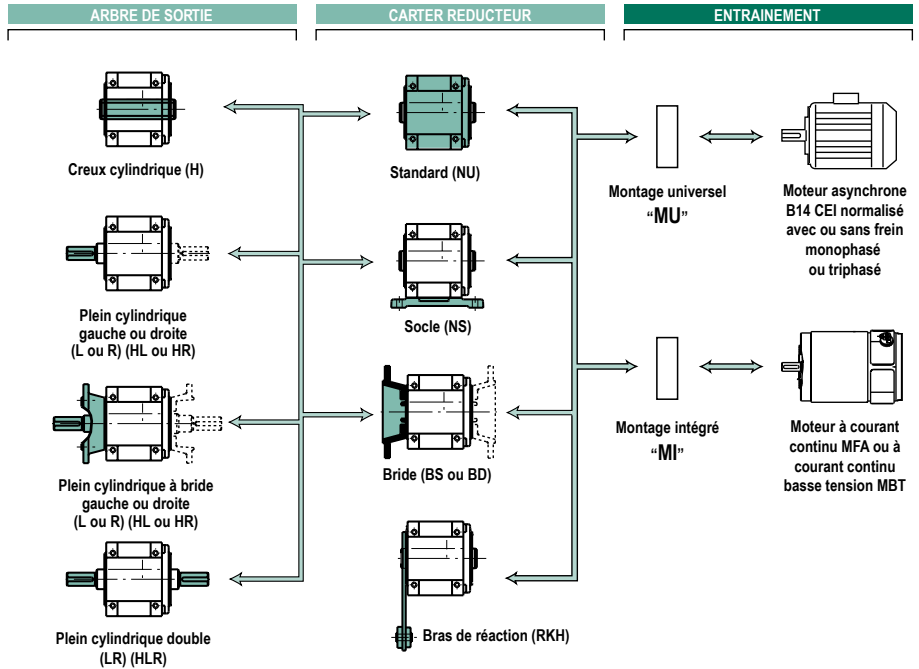 ARBRE DE SORTIE
CARTER REDUCTEUR
ENTRAINEMENT
Creux cylindrique (H)
Plein cylindrique
gauche ou droite
(L ou R) (HL ou HR)
Plein cylindrique à bride
gauche ou droite
(L ou R) (HL ou HR)
Plein cylindrique double
(LR) (HLR)
Standard (NU)
Socle (NS)
Bride (BS ou BD)
Bras de réaction (RKH)
Montage universel
“MU”
Montage intégré
“MI”
Moteur asynchrone
B14 CEI normalisé
avec ou sans frein
monophasé
ou triphasé
Moteur à courant
continu MFA ou à
courant continu
basse tension MBT